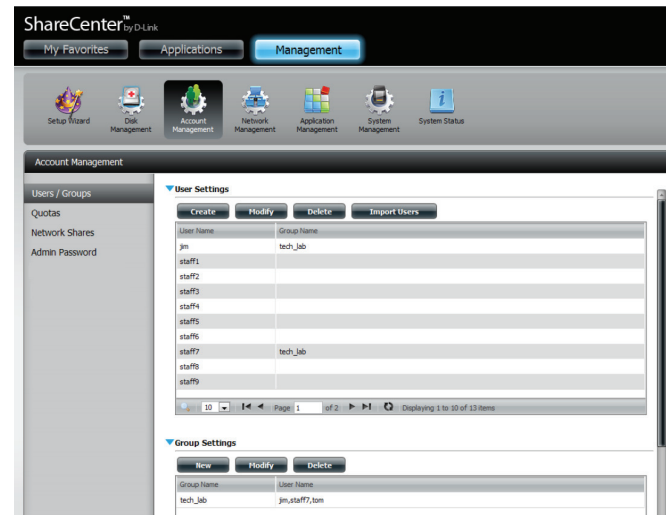 ShareCenter™ by D-Link
My Favorites Applications Management
Setup Wizard Disk Management Account Management Network Management Application Management System Management System Status
Account Management
Users / Groups
Quotas
Network Shares
Admin Password
User Settings
Create Modify Delete Import Users
User Name Group Name
jim tech_lab
staff1
staff2
staff3
staff4
staff5
staff6
staff7 tech_lab
staff8
staff9
10 Page 1 of 2 Displaying 1 to 10 of 13 items
Group Settings
New Modify Delete
Group Name User Name
tech_lab jim,staff7,tom